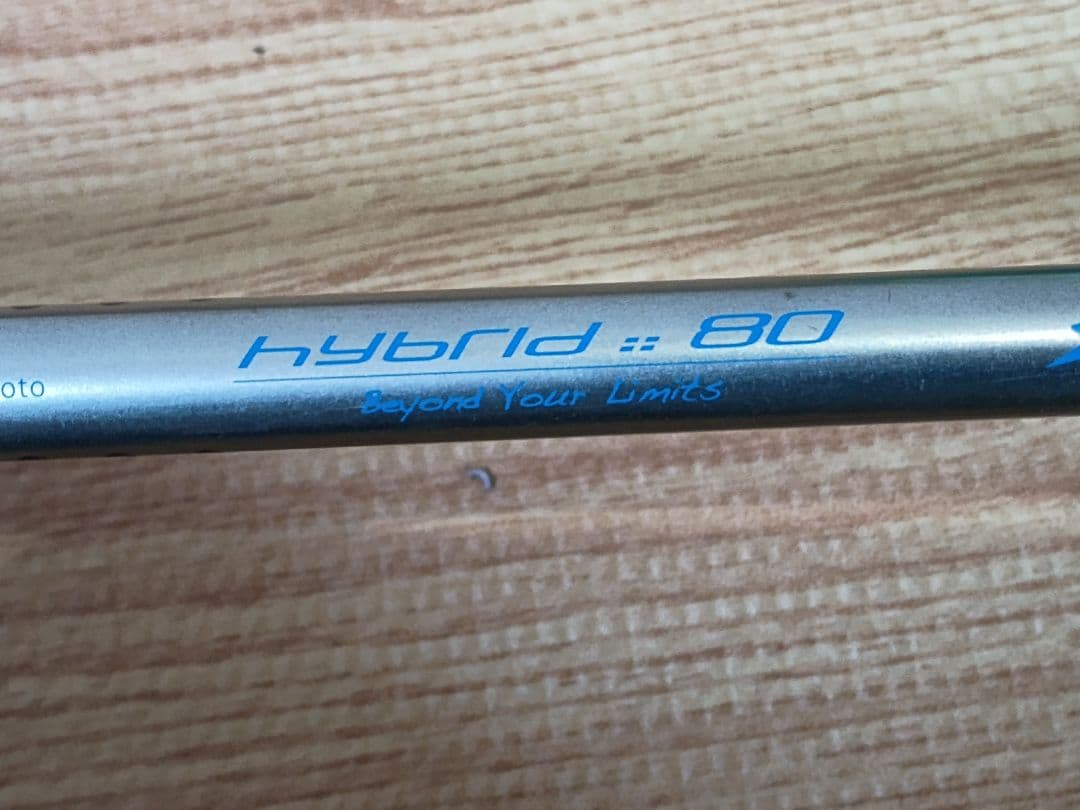 hybrid :: 80
oto
Beyond Your Limits